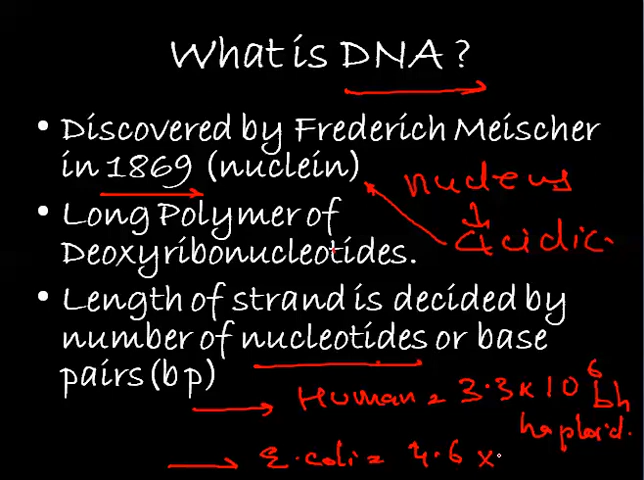 What is DNA ?
• Discovered by Frederich Meischer
in 1869 (nuclein)
nucleus
acidic
• Long Polymer of
Deoxyribonucleotides.
• Length of strand is decided by
number of nucleotides or base
pairs (bp)
Human = 3.3 x 10^6 bh
haploid.
E.coli = 4.6 x